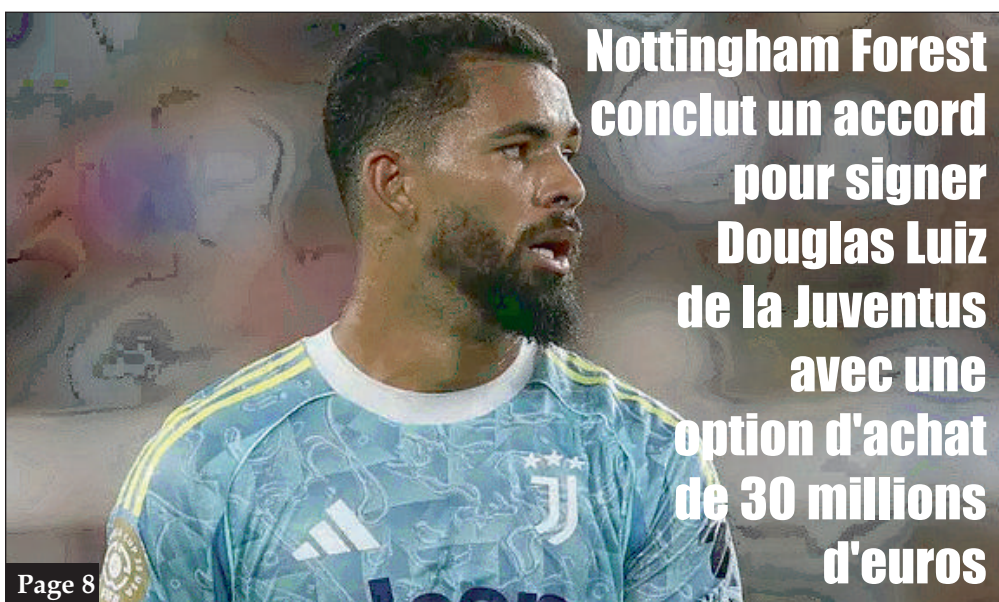 Nottingham Forest
conclut un accord
pour signer
Douglas Luiz
de la Juventus
avec une
option d'achat
de 30 millions
d'euros
Page 8